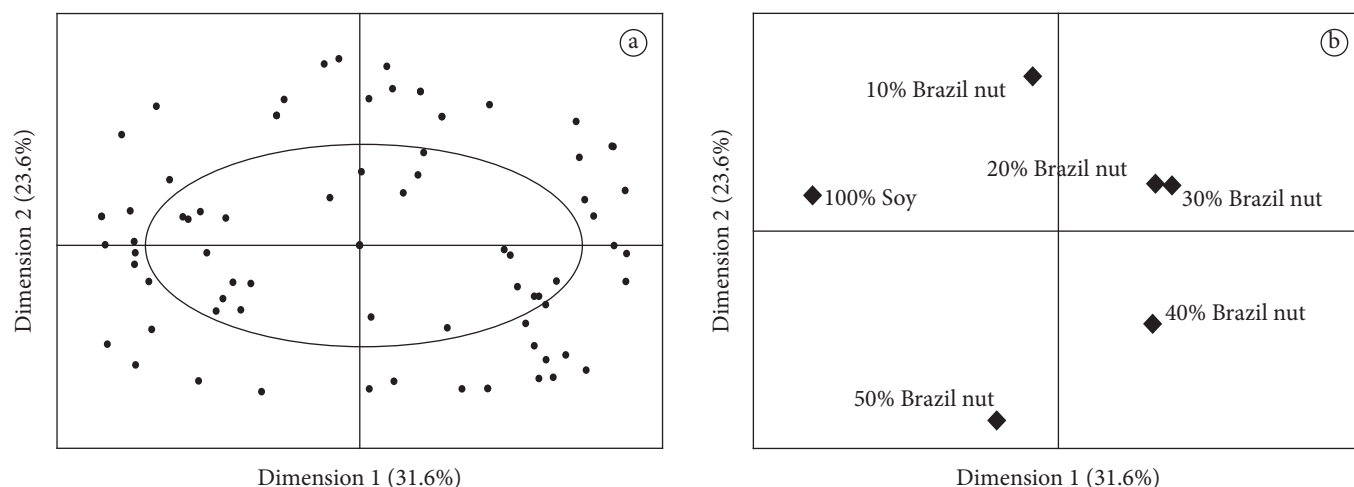 a
Dimension 2 (23.6%)
Dimension 1 (31.6%)
b
Dimension 2 (23.6%)
10% Brazil nut
20% Brazil nut
100% Soy
30% Brazil nut
40% Brazil nut
50% Brazil nut
Dimension 1 (31.6%)